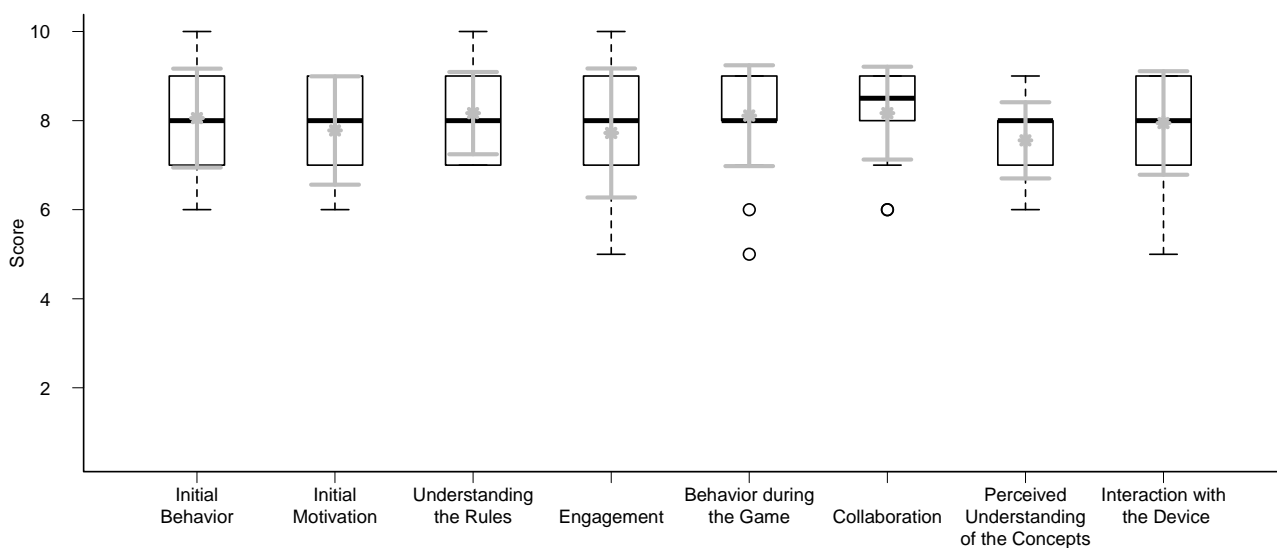 10
8
6
4
2
Score
Initial
Behavior
Initial
Motivation
Understanding
the Rules
Engagement
Behavior during
the Game
Collaboration
Perceived
Understanding
of the Concepts
Interaction with
the Device